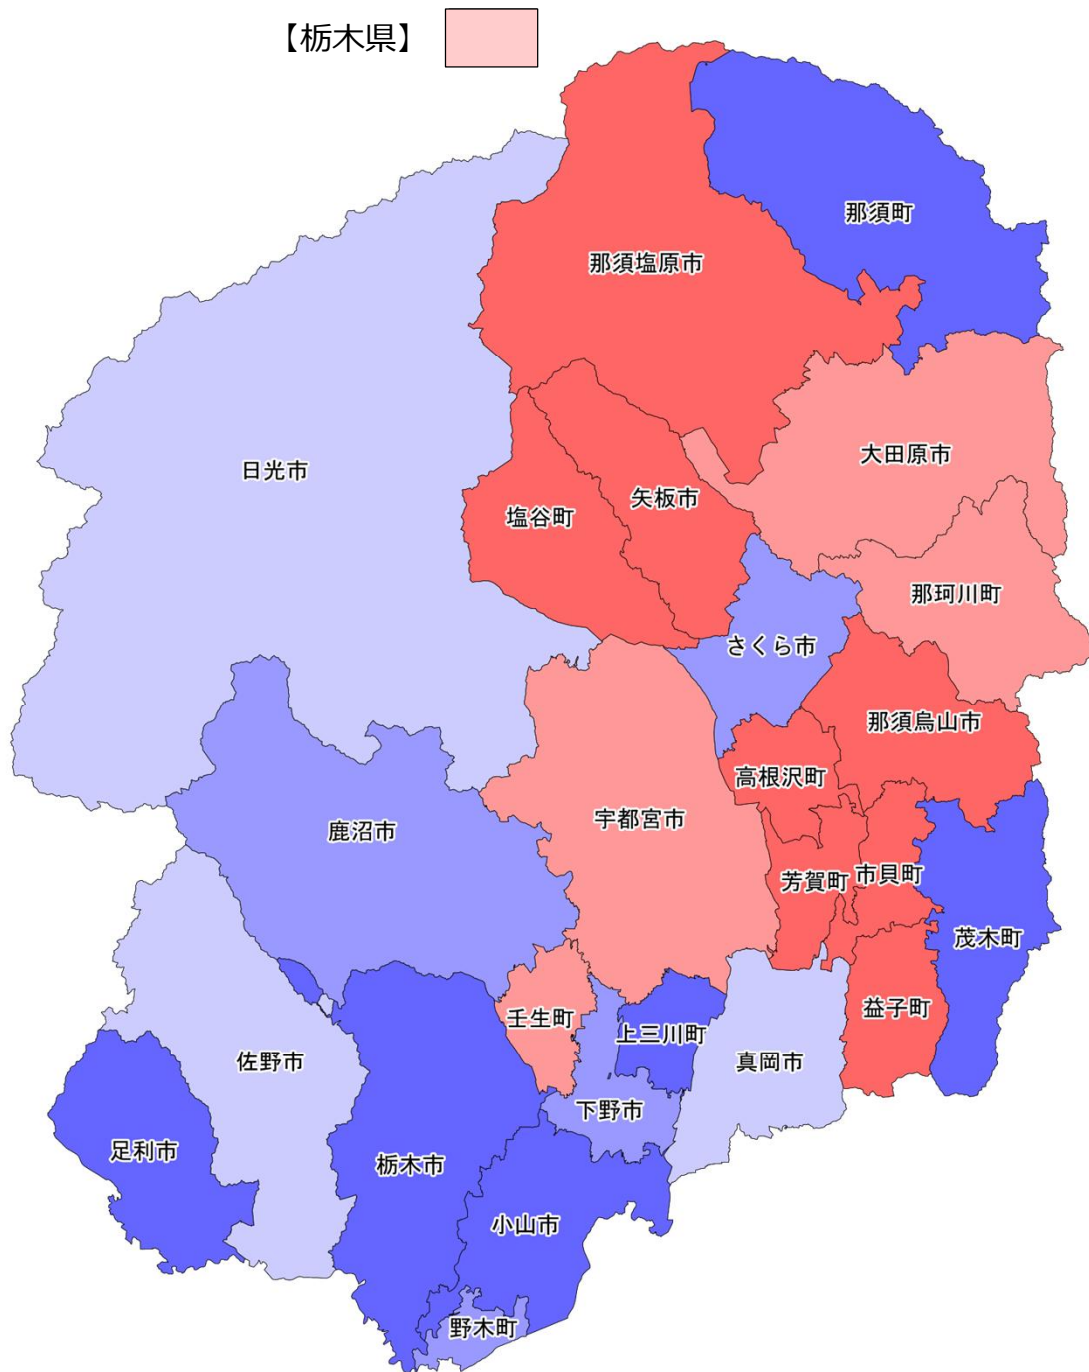 【栃木県】
那須町
那須塩原市
大田原市
日光市
矢板市
塩谷町
那珂川町
さくら市
那須烏山市
高根沢町
宇都宮市
鹿沼市
市貝町
芳賀町
茂木町
益子町
壬生町
上三川町
真岡市
佐野市
下野市
足利市
栃木市
小山市
野木町